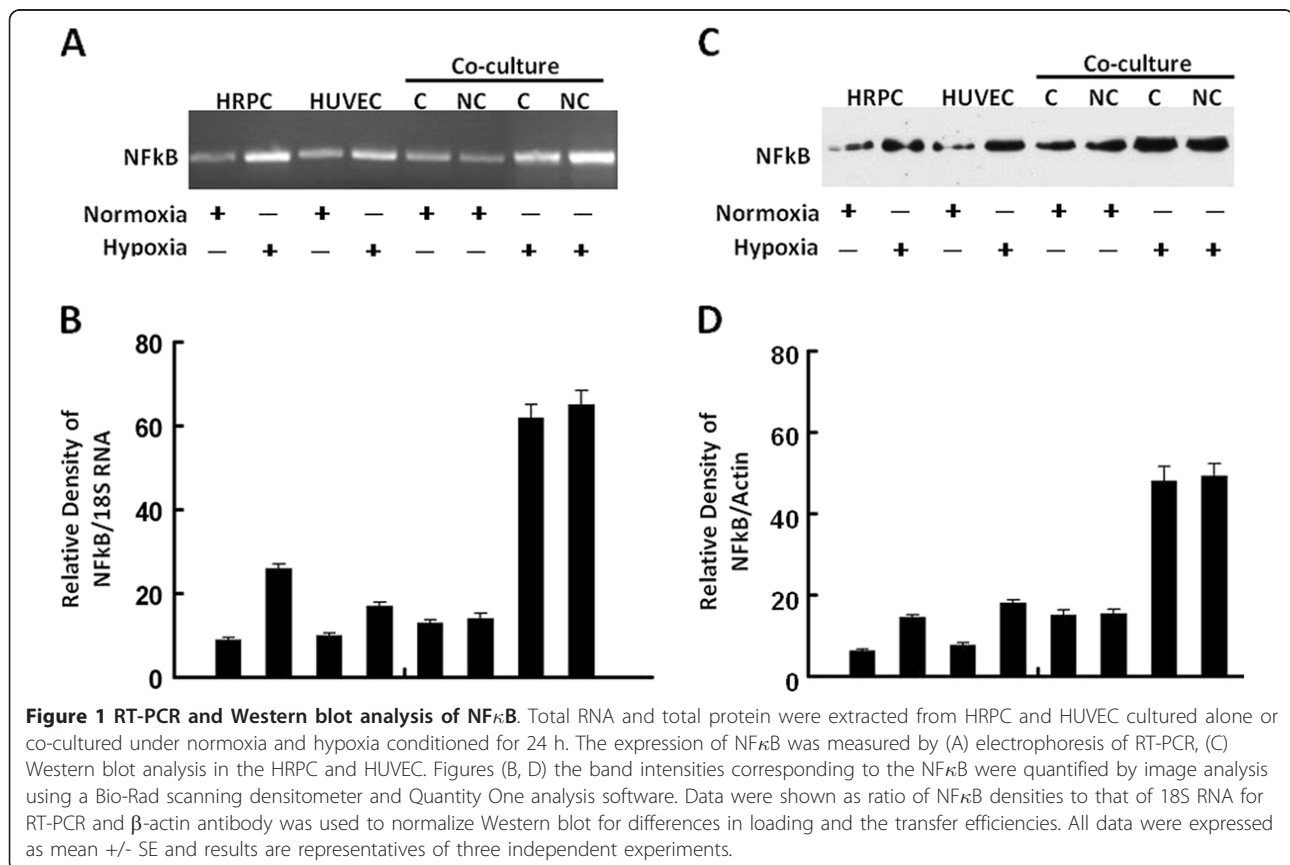 A
Co-culture
HRPC HUVEC C NC C NC
NFkB
Normoxia + — + — + + — —
Hypoxia — + — + — — + +
B
Relative Density of
NFkB/18S RNA
80
60
40
20
0
C
Co-culture
HRPC HUVEC C NC C NC
NFkB
Normoxia + — + — + + — —
Hypoxia — + — + — — + +
D
Relative Density of
NFkB/Actin
80
60
40
20
0
Figure 1 RT-PCR and Western blot analysis of NFκB. Total RNA and total protein were extracted from HRPC and HUVEC cultured alone or
co-cultured under normoxia and hypoxia conditioned for 24 h. The expression of NFκB was measured by (A) electrophoresis of RT-PCR, (C)
Western blot analysis in the HRPC and HUVEC. Figures (B, D) the band intensities corresponding to the NFκB were quantified by image analysis
using a Bio-Rad scanning densitometer and Quantity One analysis software. Data were shown as ratio of NFκB densities to that of 18S RNA for
RT-PCR and β-actin antibody was used to normalize Western blot for differences in loading and the transfer efficiencies. All data were expressed
as mean +/- SE and results are representatives of three independent experiments.